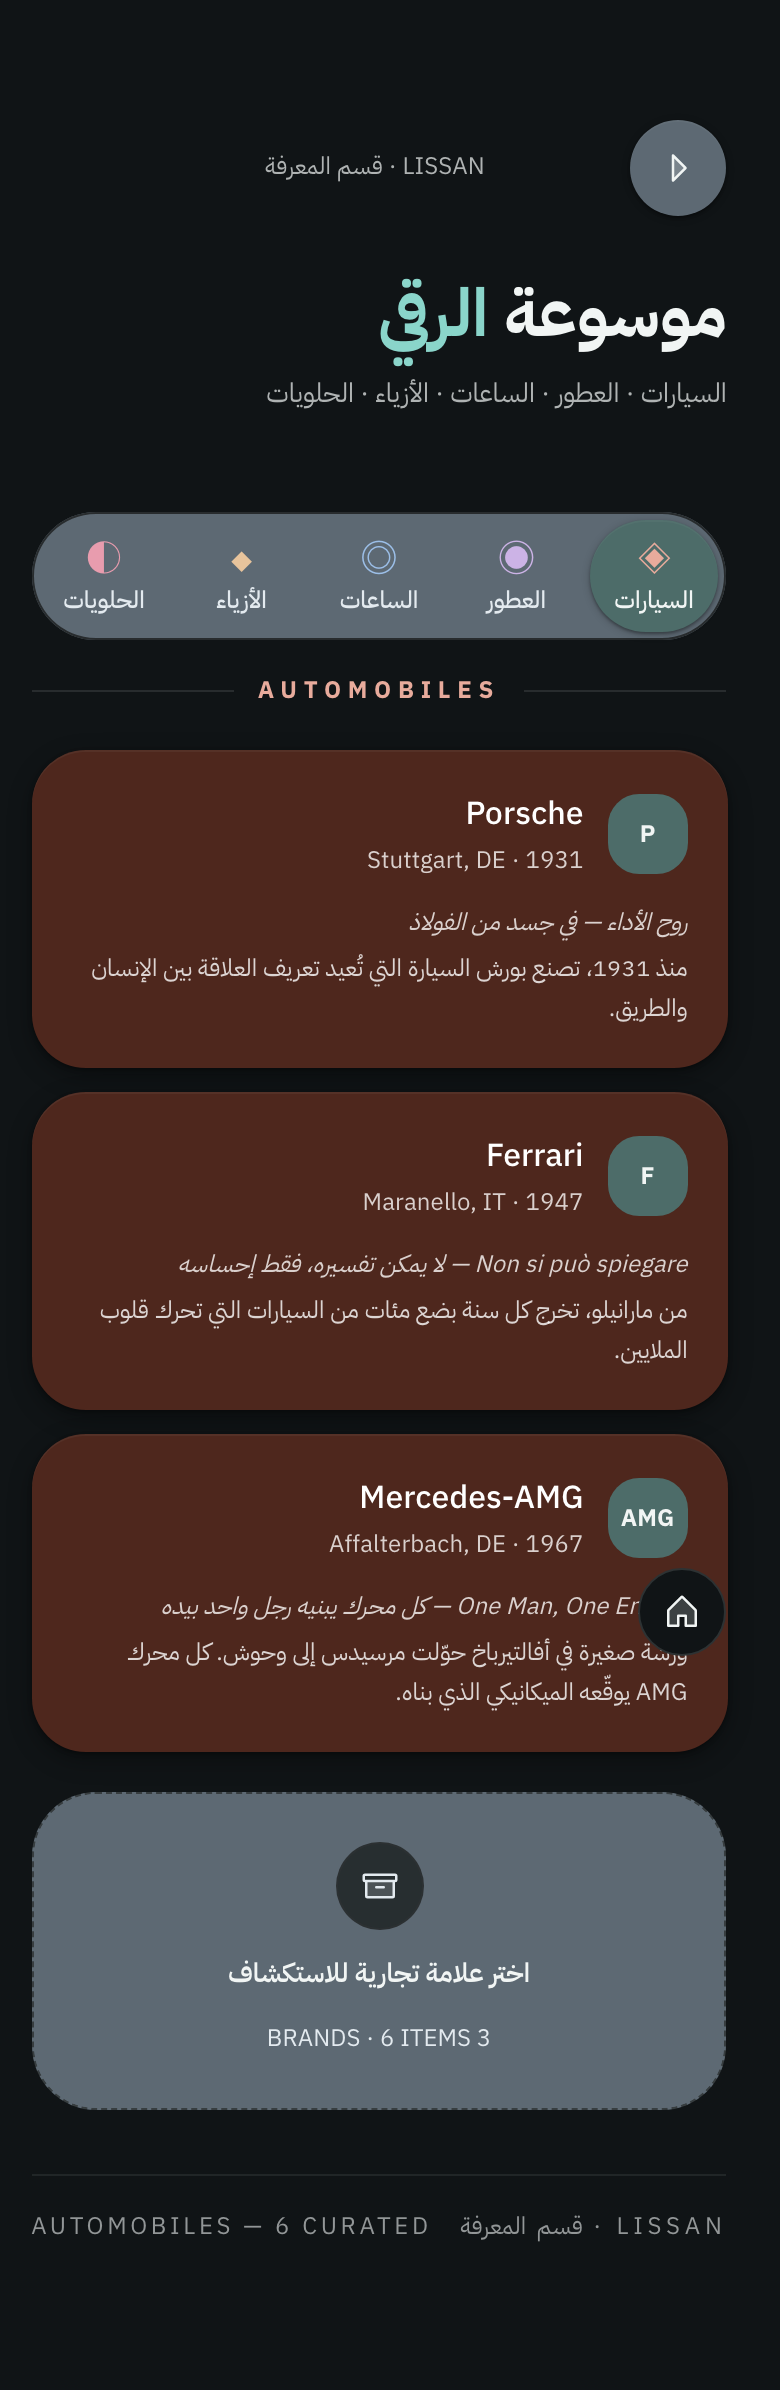 LISSAN · قسم المعرفة
موسوعة الرقي
السيارات · العطور · الساعات · الأزياء · الحلويات
السيارات
العطور
الساعات
الأزياء
الحلويات
AUTOMOBILES
P
Porsche
Stuttgart, DE · 1931
روح الأداء — في جسد من الفولاذ
منذ 1931، تصنع بورش السيارة التي تُعيد تعريف العلاقة بين الإنسان
والطريق.
F
Ferrari
Maranello, IT · 1947
Non si può spiegare — لا يمكن تفسيره، فقط إحساسه
من مارانيلو، تخرج كل سنة بضع مئات من السيارات التي تحرك قلوب
الملايين.
AMG
Mercedes-AMG
Affalterbach, DE · 1967
One Man, One — كل محرك يبنيه رجل واحد بيده
ورشة صغيرة في أفالتيرباخ حوّلت مرسيدس إلى وحوش. كل محرك
AMG يوقّعه الميكانيكي الذي بناه.
اختر علامة تجارية للاستكشاف
BRANDS · 6 ITEMS 3
LISSAN · قسم المعرفة
AUTOMOBILES — 6 CURATED